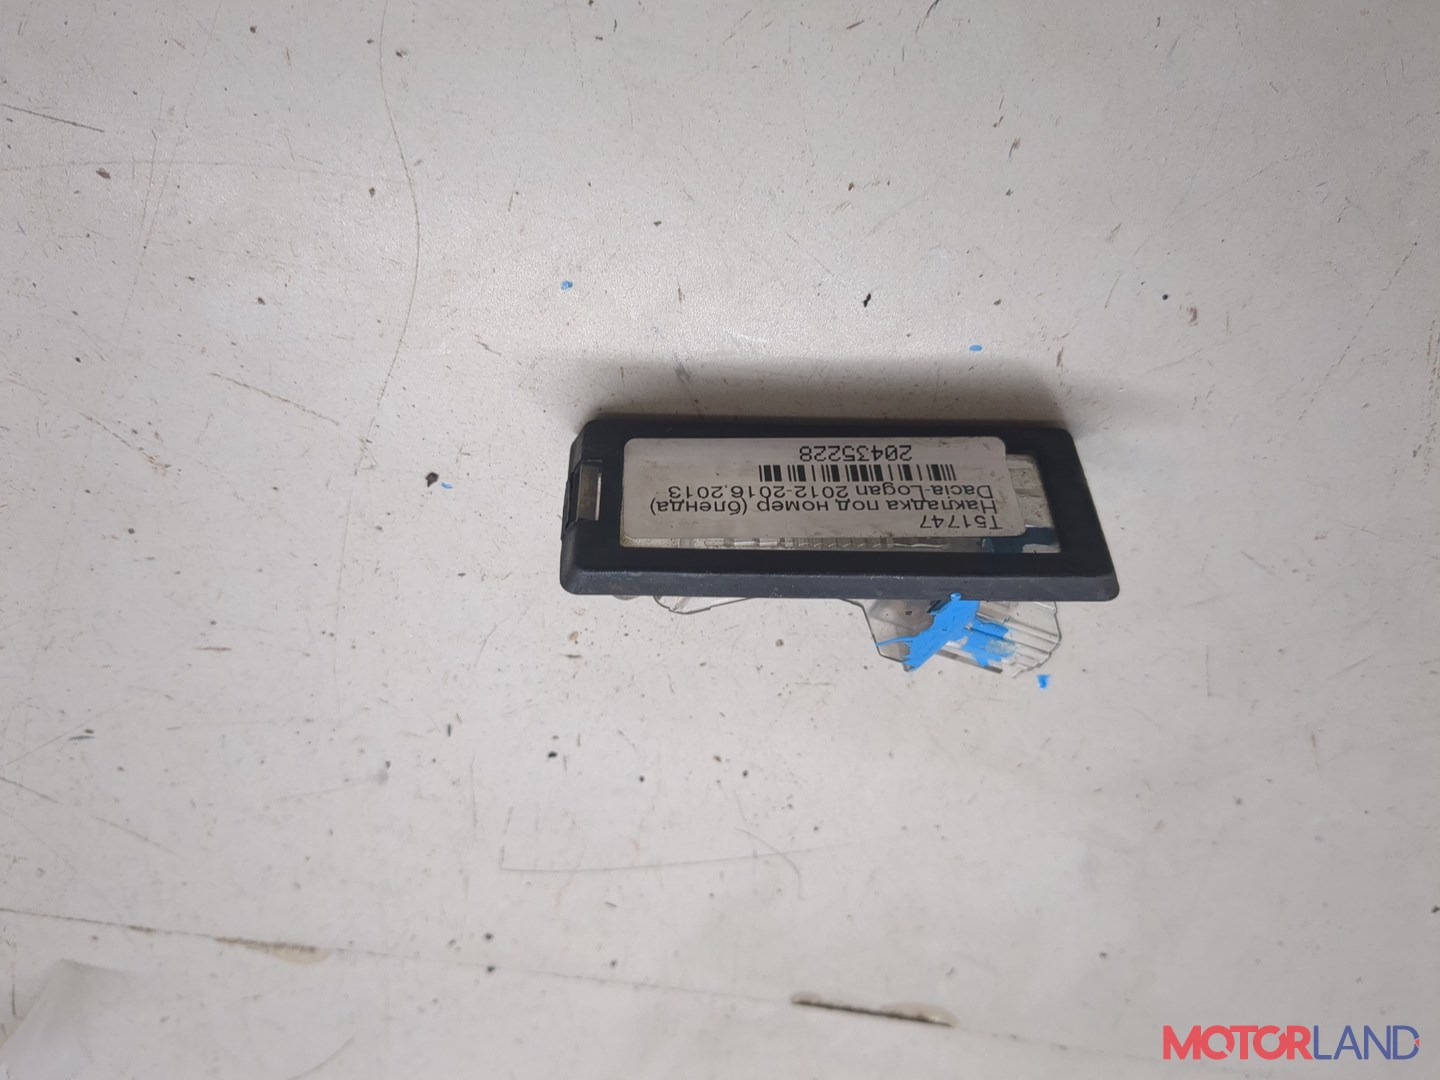 T51747
Накладка под номер (бленда)
Dacia-Logan 2012-2016,2013
20435228
MOTORLAND